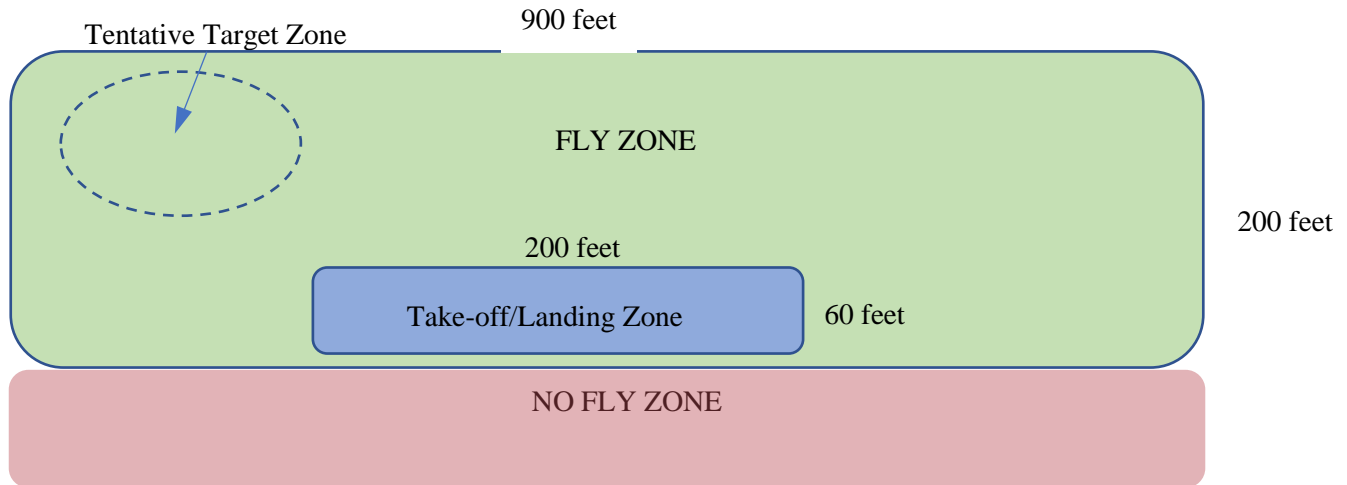 900 feet
Tentative Target Zone
FLY ZONE
200 feet
200 feet
Take-off/Landing Zone
60 feet
NO FLY ZONE